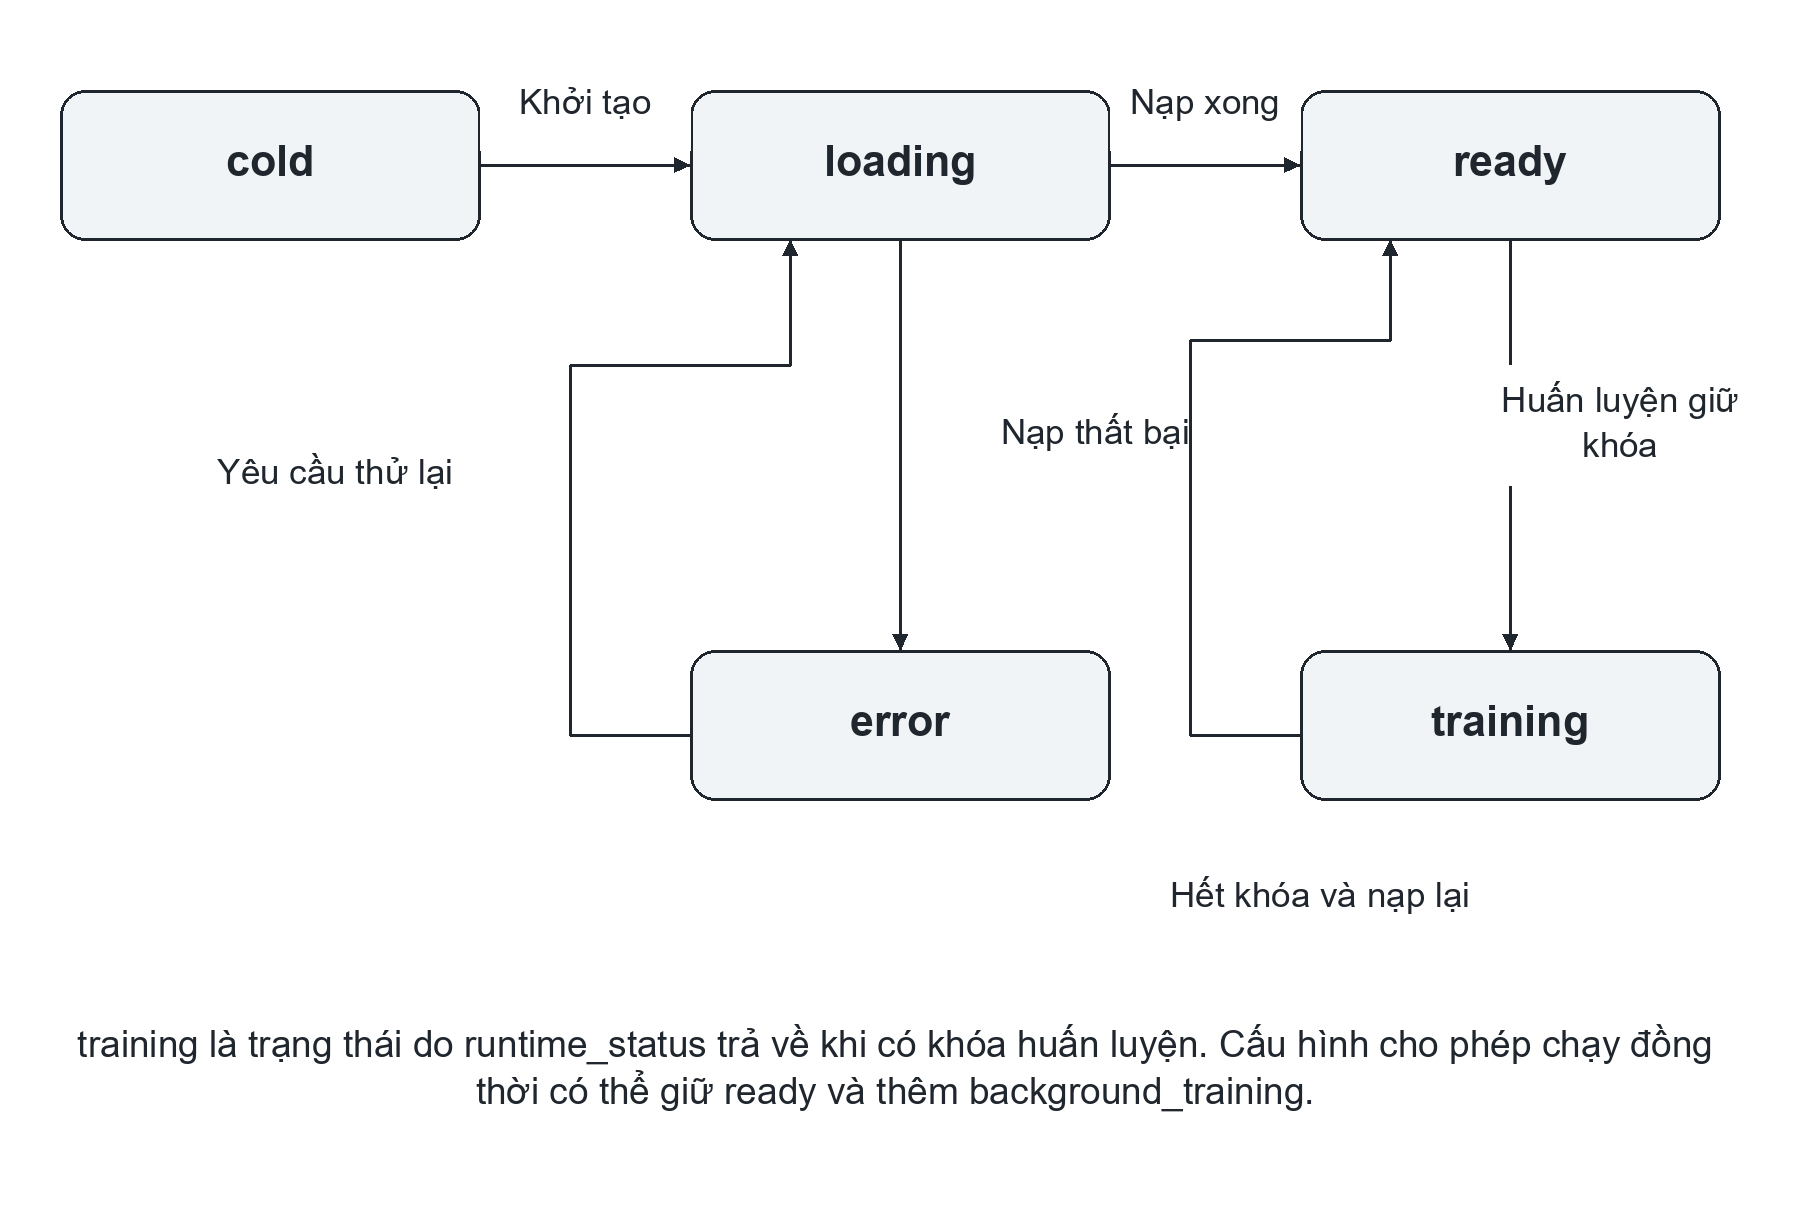 Khởi tạo
Nạp xong
cold
loading
ready
Huấn luyện giữ
khóa
Nạp thất bại
Yêu cầu thử lại
error
training
Hết khóa và nạp lại
training là trạng thái do runtime_status trả về khi có khóa huấn luyện. Cấu hình cho phép chạy đồng
thời có thể giữ ready và thêm background_training.